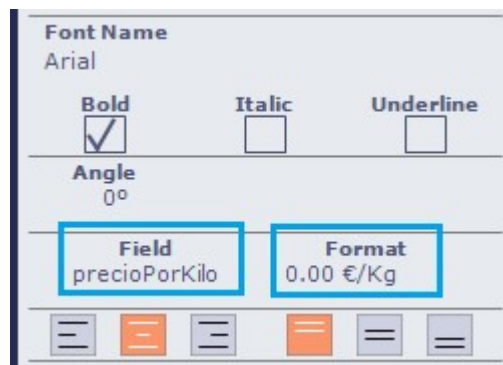 Font Name
Arial
Bold Italic Underline
Angle
0º
Field Format
precioPorKilo 0.00 €/Kg